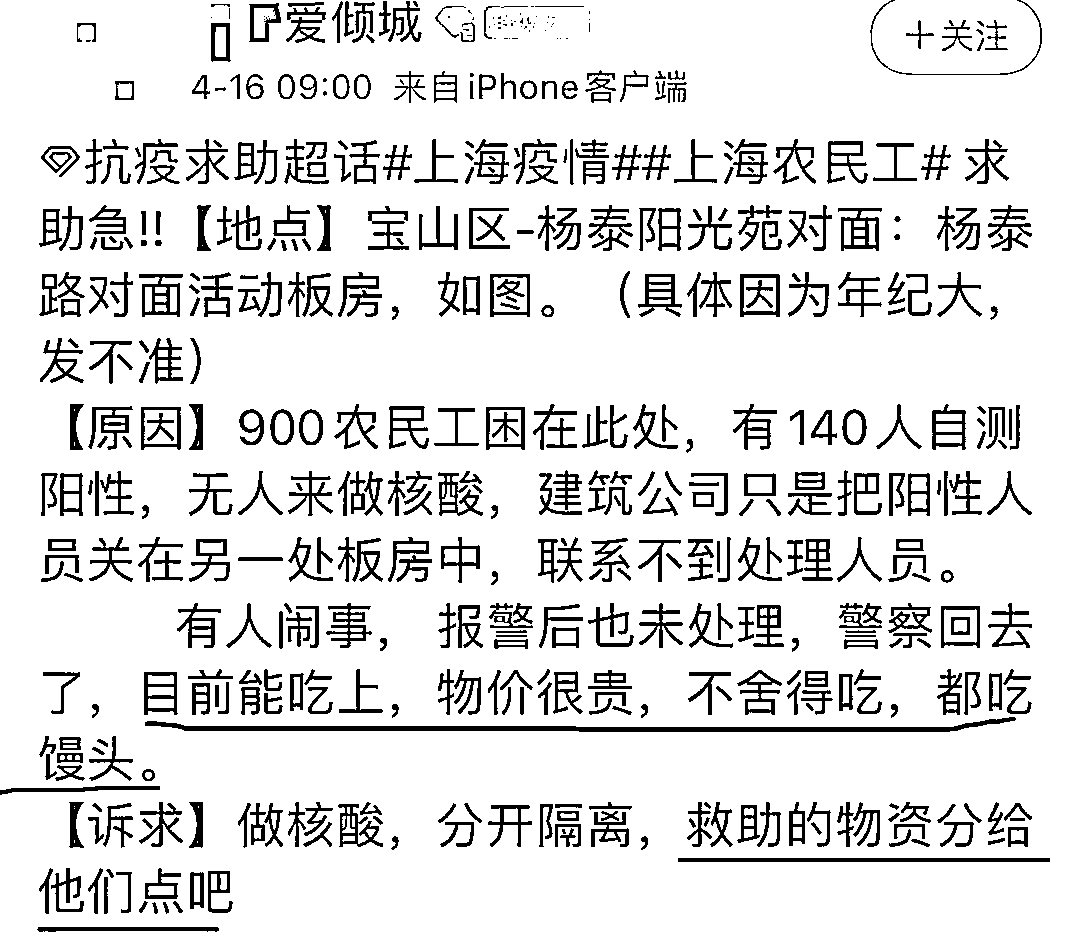 爱倾城
+关注
4-16 09:00 来自iPhone客户端
抗疫求助超话#上海疫情##上海农民工# 求
助急!!【地点】宝山区-杨泰阳光苑对面：杨泰
路对面活动板房，如图。（具体因为年纪大，
发不准）
【原因】900农民工困在此处，有140人自测
阳性，无人来做核酸，建筑公司只是把阳性人
员关在另一处板房中，联系不到处理人员。
有人闹事， 报警后也未处理，警察回去
了，目前能吃上，物价很贵，不舍得吃，都吃
馒头。
【诉求】做核酸，分开隔离，救助的物资分给
他们点吧